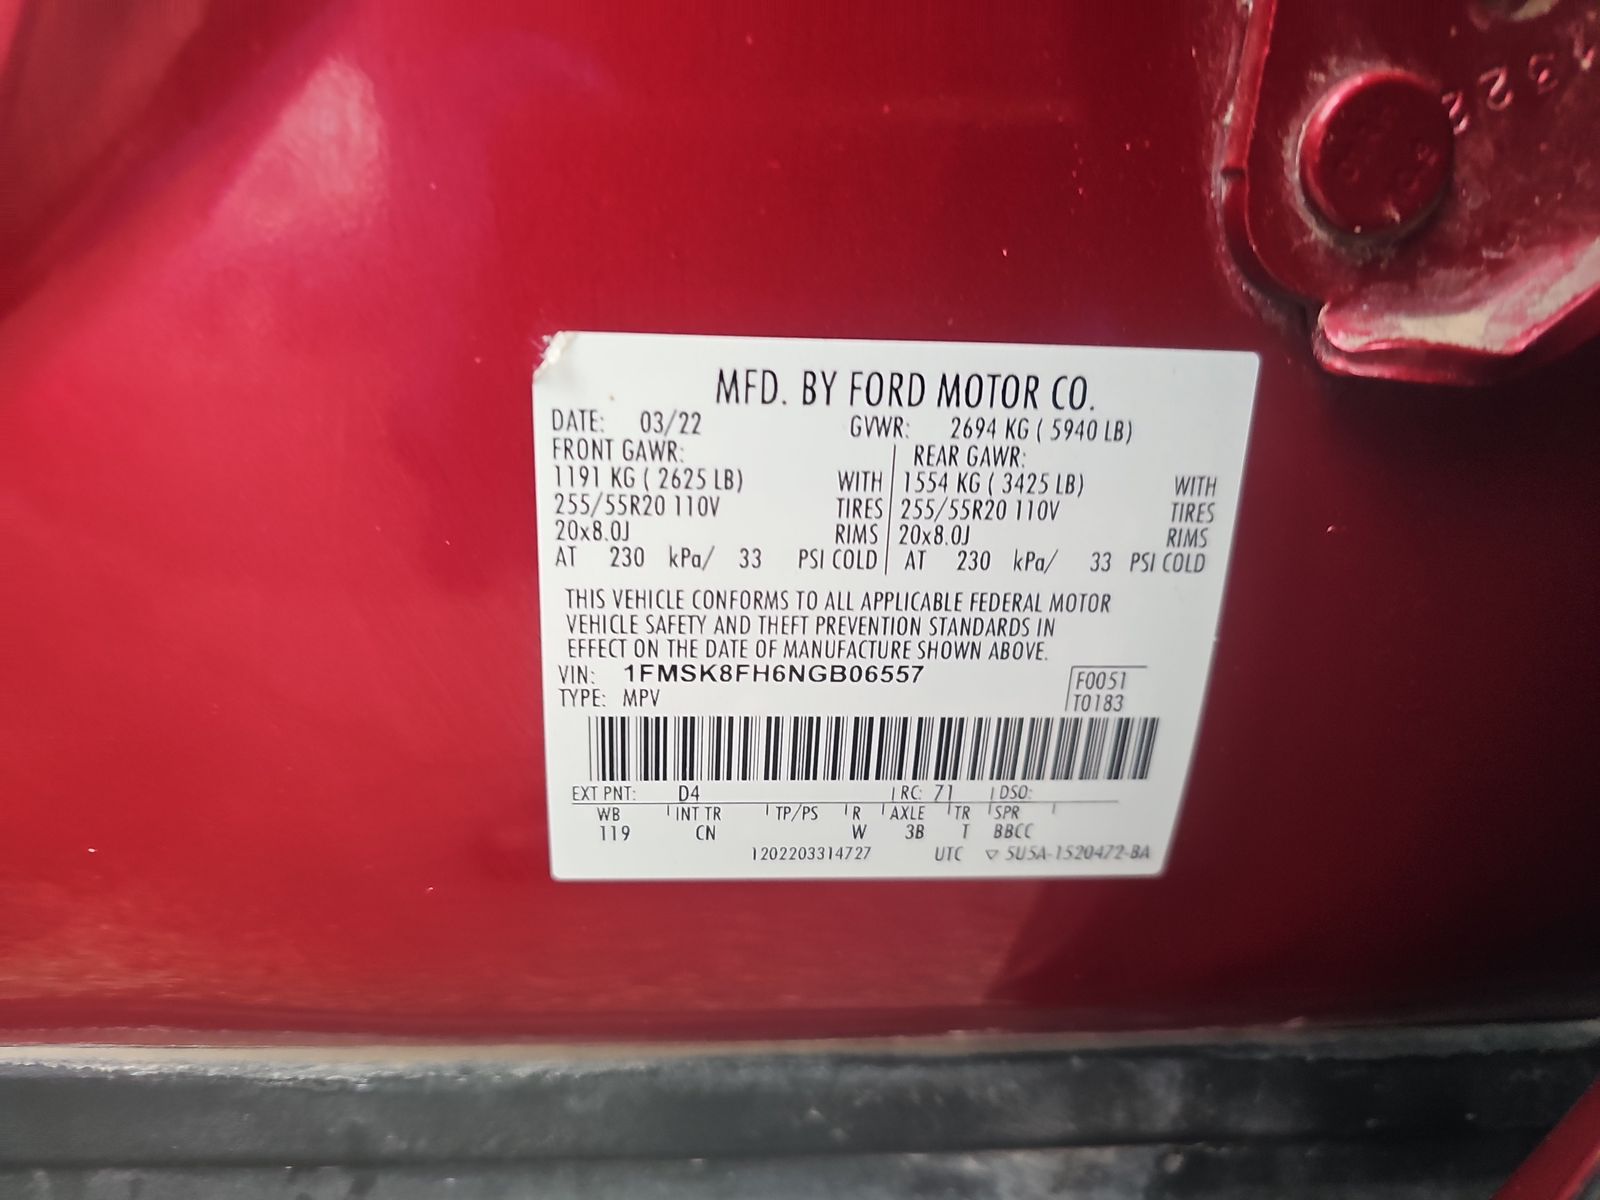 322
MFD. BY FORD MOTOR CO.
DATE: 03/22 GVWR: 2694 KG ( 5940 LB)
FRONT GAWR: REAR GAWR:
1191 KG ( 2625 LB) WITH 1554 KG ( 3425 LB) WITH
255/55R20 110V TIRES 255/55R20 110V TIRES
20x8.0J RIMS 20x8.0J RIMS
AT 230 kPa/ 33 PSI COLD AT 230 kPa/ 33 PSI COLD
THIS VEHICLE CONFORMS TO ALL APPLICABLE FEDERAL MOTOR
VEHICLE SAFETY AND THEFT PREVENTION STANDARDS IN
EFFECT ON THE DATE OF MANUFACTURE SHOWN ABOVE.
VIN: 1FMSK8FH6NGB06557 F0051
TYPE: MPV T0183
EXT PNT: D4 RC: 71 DSO:
WB INT TR TP/PS R AXLE TR SPR
119 CN W 3B T BBCC
1202203314727 UTC ▽ 5U5A-1520472-BA